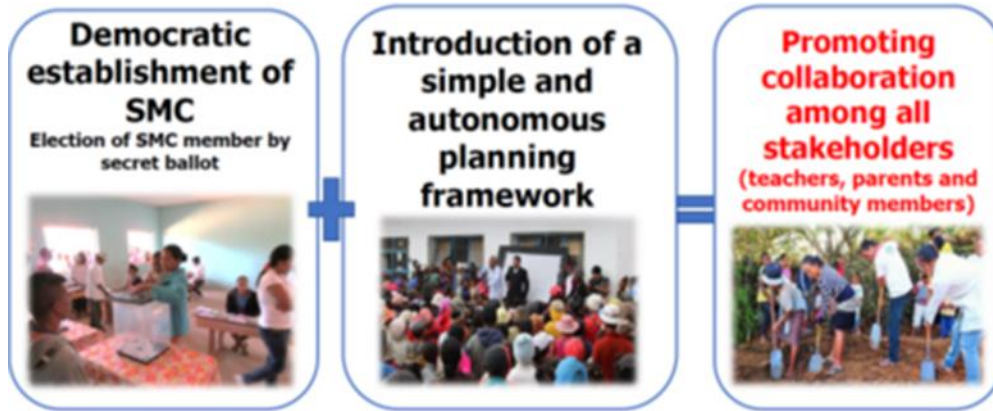 Democratic
establishment of
SMC
Election of SMC member by
secret ballot
Introduction of a
simple and
autonomous
planning
framework
Promoting
collaboration
among all
stakeholders
(teachers, parents and
community members)